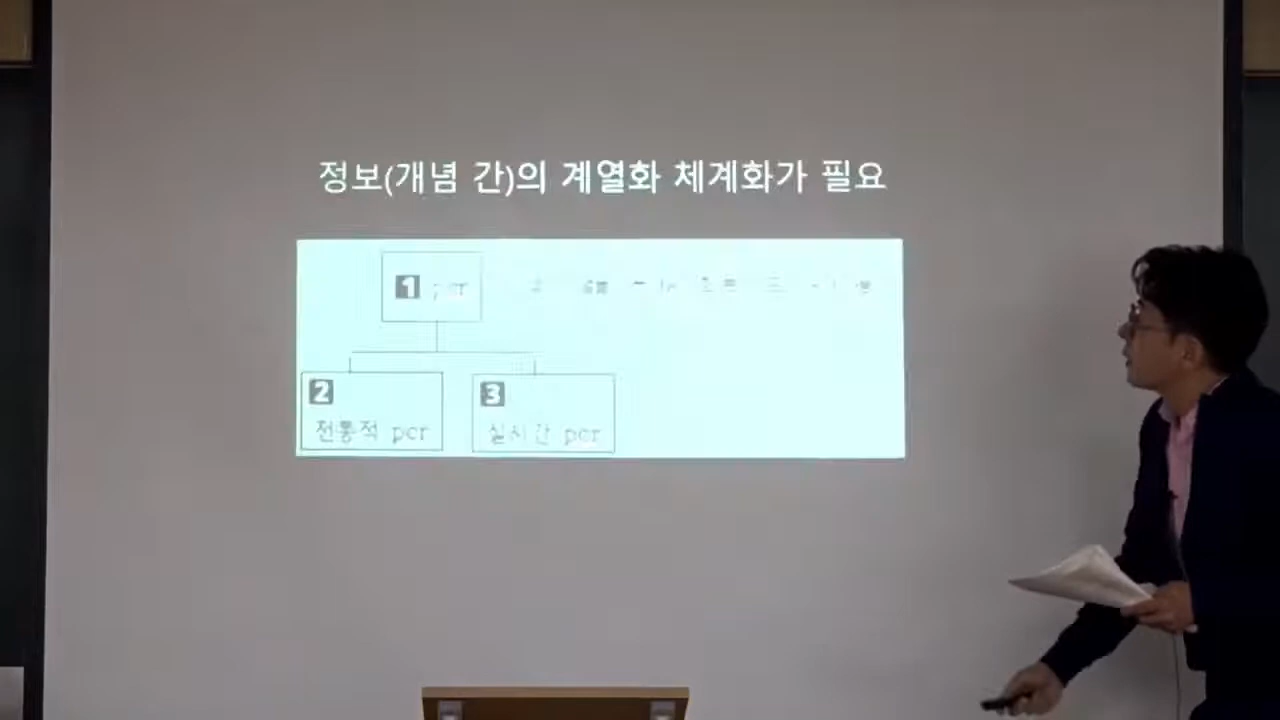 정보(개념 간)의 계열화 체계화가 필요
1 pcr
2
전통적 pcr
3
실시간 pcr